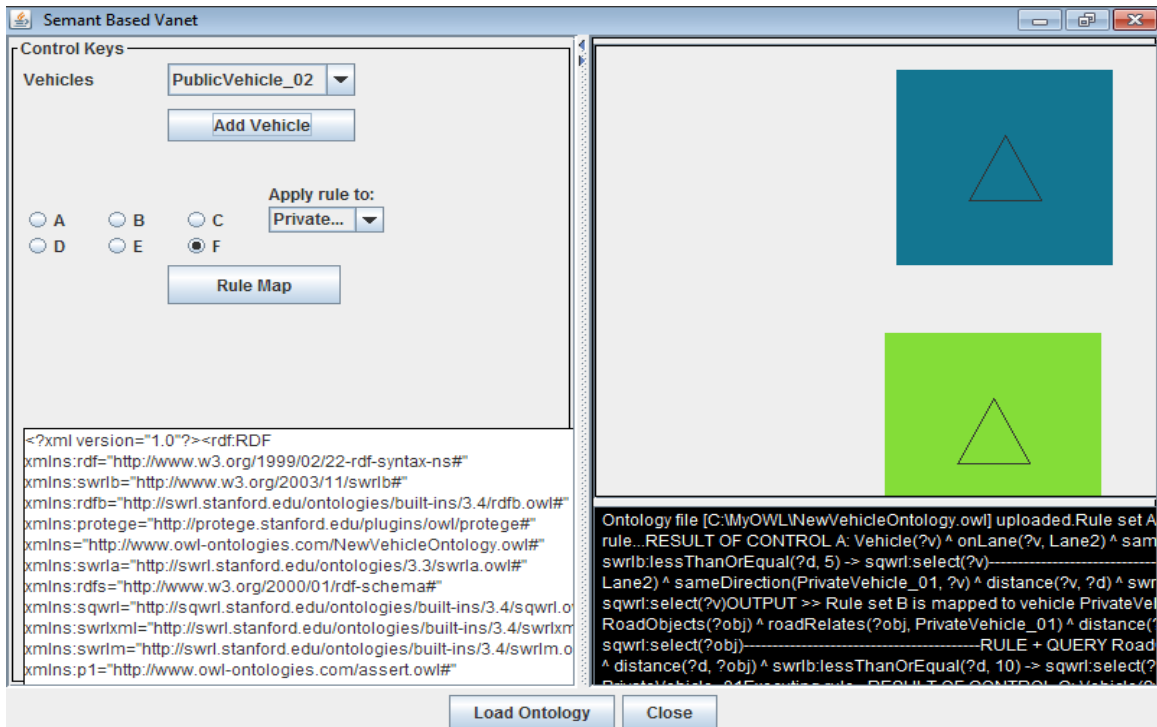 Semant Based Vanet
Control Keys
Vehicles
PublicVehicle_02
Add Vehicle
Apply rule to:
A
B
C
Private...
D
E
F
Rule Map
<?xml version="1.0"?><rdf:RDF
xmlns:rdf="http://www.w3.org/1999/02/22-rdf-syntax-ns#"
xmlns:swrlb="http://www.w3.org/2003/11/swrlb#"
xmlns:rdfb="http://swrl.stanford.edu/ontologies/built-ins/3.4/rdfb.owl#"
xmlns:protege="http://protege.stanford.edu/plugins/owl/protege#"
xmlns="http://www.owl-ontologies.com/NewVehicleOntology.owl#"
xmlns:swrla="http://swrl.stanford.edu/ontologies/3.3/swrla.owl#"
xmlns:rdfs="http://www.w3.org/2000/01/rdf-schema#"
xmlns:sqwrl="http://sqwrl.stanford.edu/ontologies/built-ins/3.4/sqwrl.o
xmlns:swrlxml="http://swrl.stanford.edu/ontologies/built-ins/3.4/swrlxm
xmlns:swrlm="http://swrl.stanford.edu/ontologies/built-ins/3.4/swrlm.o
xmlns:p1="http://www.owl-ontologies.com/assert.owl#"
Ontology file [C:\MyOWL\NewVehicleOntology.owl] uploaded.Rule set A
rule...RESULT OF CONTROL A: Vehicle(?v) ^ onLane(?v, Lane2) ^ sam
swrlb:lessThanOrEqual(?d, 5) -> sqwrl:select(?v)--------------------------------
Lane2) ^ sameDirection(PrivateVehicle_01, ?v) ^ distance(?v, ?d) ^ swr
sqwrl:select(?v)OUTPUT >> Rule set B is mapped to vehicle PrivateVel
RoadObjects(?obj) ^ roadRelates(?obj, PrivateVehicle_01) ^ distance(?
sqwrl:select(?obj)--------------------------------------------RULE + QUERY Road
^ distance(?d, ?obj) ^ swrlb:lessThanOrEqual(?d, 10) -> sqwrl:select(?
PrivateVehicle_01Executing rule...RESULT OF CONTROL C: Vehicle(?v
Load Ontology
Close